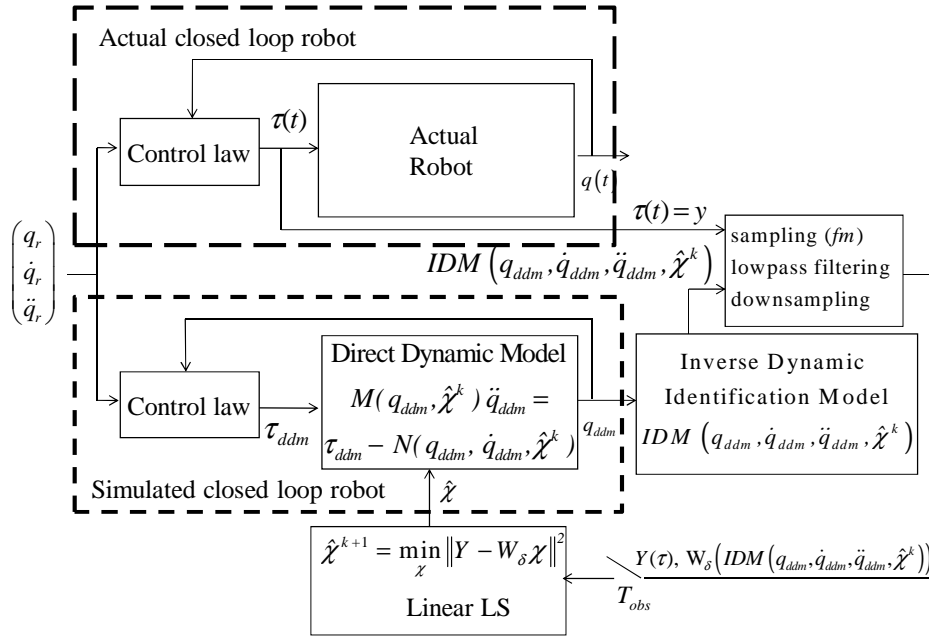 Actual closed loop robot
τ(t)
Control law
Actual
Robot
q(t)
τ(t) = y
q_r
q̇_r
q̈_r
IDM (q_ddm, q̇_ddm, q̈_ddm, χ̂^k)
sampling (fm)
lowpass filtering
downsampling
Direct Dynamic Model
M(q_ddm, χ̂^k) q̈_ddm =
τ_ddm − N(q_ddm, q̇_ddm, χ̂^k)
Control law
τ_ddm
q_ddm
Inverse Dynamic
Identification Model
IDM (q_ddm, q̇_ddm, q̈_ddm, χ̂^k)
Simulated closed loop robot
χ̂
χ̂^{k+1} = min_χ ‖Y − W_δ χ‖²
Linear LS
Y(τ), W_δ(IDM(q_ddm, q̇_ddm, q̈_ddm, χ̂^k))
T_obs